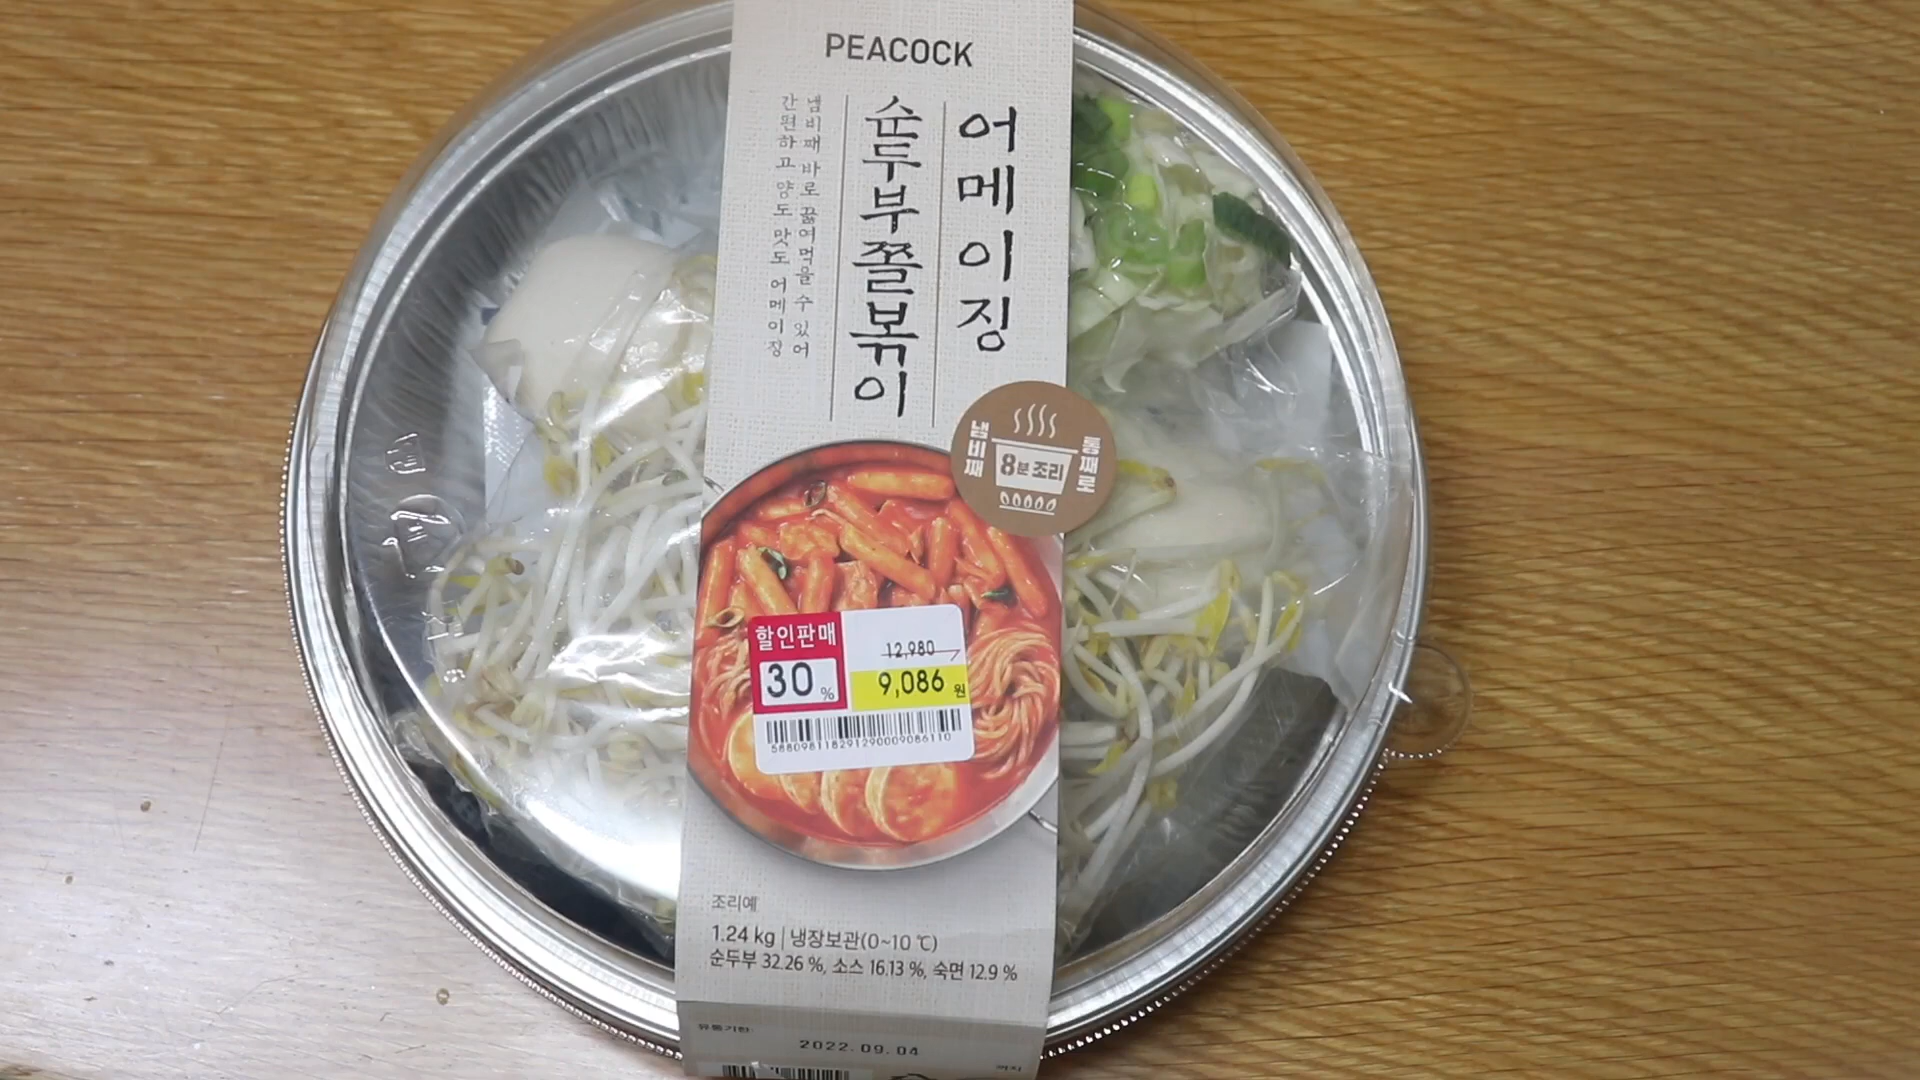 PEACOCK
어메이징
순두부쫄볶이
냄비째 바로 끓여먹을 수 있어
간편하고 양도 맛도 어메이징
냄비째
8분 조리
통째로
할인판매
30 %
12,980
9,086 원
조리예
1.24 kg | 냉장보관(0~10 ℃)
순두부 32.26 %, 소스 16.13 %, 숙면 12.9 %
유통기한:
2022.09.04
까지